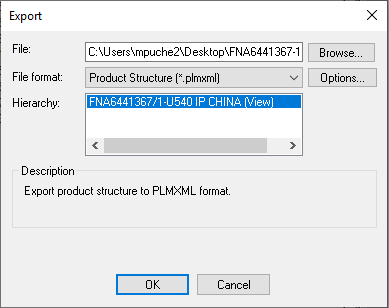 Export
File: C:\Users\mpuche2\Desktop\FNA6441367-1 Browse...
File format: Product Structure (*.plmxml) Options...
Hierarchy: FNA6441367/1-U540 IP CHINA (View)
Description
Export product structure to PLMXML format.
OK Cancel